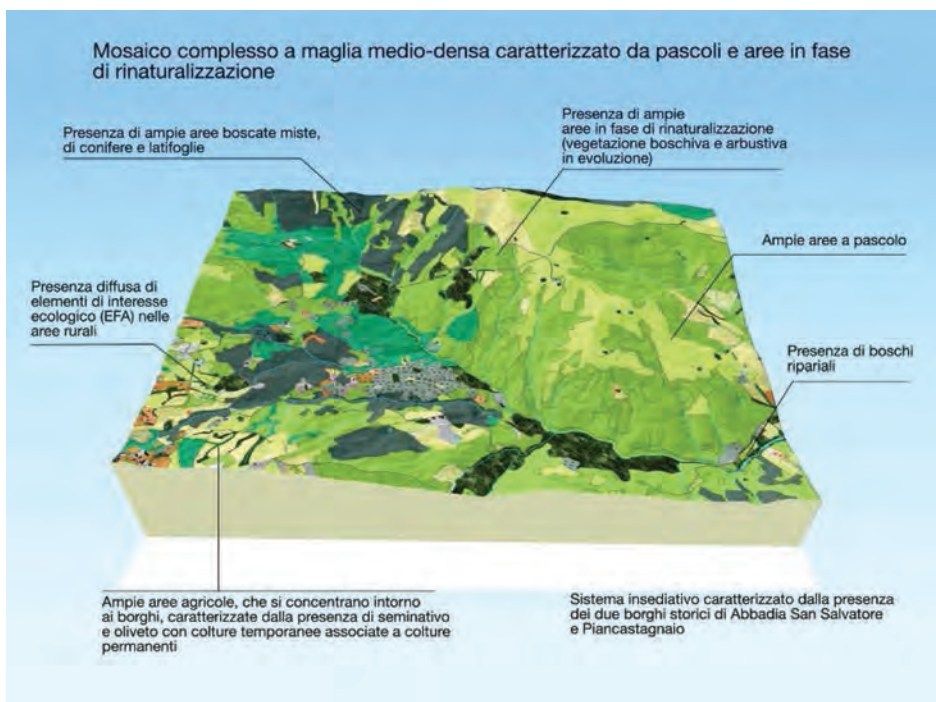 Mosaico complesso a maglia medio-densa caratterizzato da pascoli e aree in fase
di rinaturalizzazione
Presenza di ampie aree boscate miste,
di conifere e latifoglie
Presenza di ampie
aree in fase di rinaturalizzazione
(vegetazione boschiva e arbustiva
in evoluzione)
Ampie aree a pascolo
Presenza diffusa di
elementi di interesse
ecologico (EFA) nelle
aree rurali
Presenza di boschi
ripariali
Ampie aree agricole, che si concentrano intorno
ai borghi, caratterizzate dalla presenza di seminativo
e oliveto con colture temporanee associate a colture
permanenti
Sistema insediativo caratterizzato dalla presenza
dei due borghi storici di Abbadia San Salvatore
e Piancastagnaio